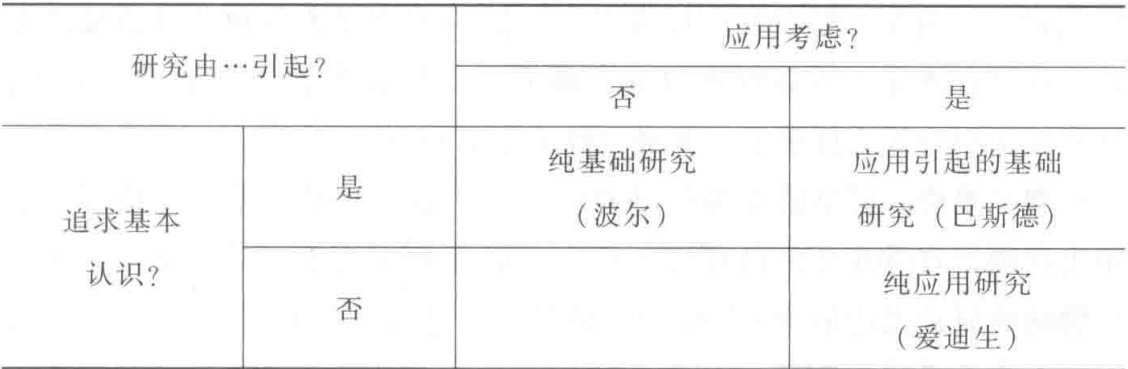 研究由…引起?
应用考虑?
否
是
追求基本
认识?
是
纯基础研究
(波尔)
应用引起的基础
研究(巴斯德)
否
纯应用研究
(爱迪生)